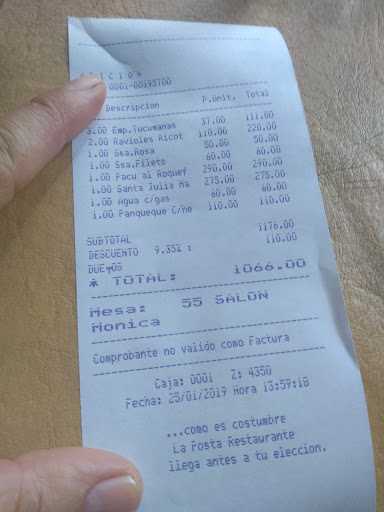 0001-00195700
Descripcion P.Unit. Total
3.00 Emp.Tucumanas 37.00 111.00
2.00 Ravioles Ricot 110.00 220.00
1.00 Ssa.Rosa 50.00 50.00
1.00 Ssa.Fileto 60.00 60.00
1.00 Pacu al Roquef 290.00 290.00
1.00 Santa Julia Ma 275.00 275.00
1.00 Agua c/gas 60.00 60.00
1.00 Panqueque C/he 110.00 110.00
SUBTOTAL 1176.00
DESCUENTO 9.35% : 110.00
* TOTAL: 1066.00
Mesa: 55 SALON
Monica
Comprobante no valido como Factura
Caja: 0001 Z: 4350
Fecha: 25/01/2019 Hora 13:59:18
...como es costumbre
La Posta Restaurante
llega antes a tu eleccion.